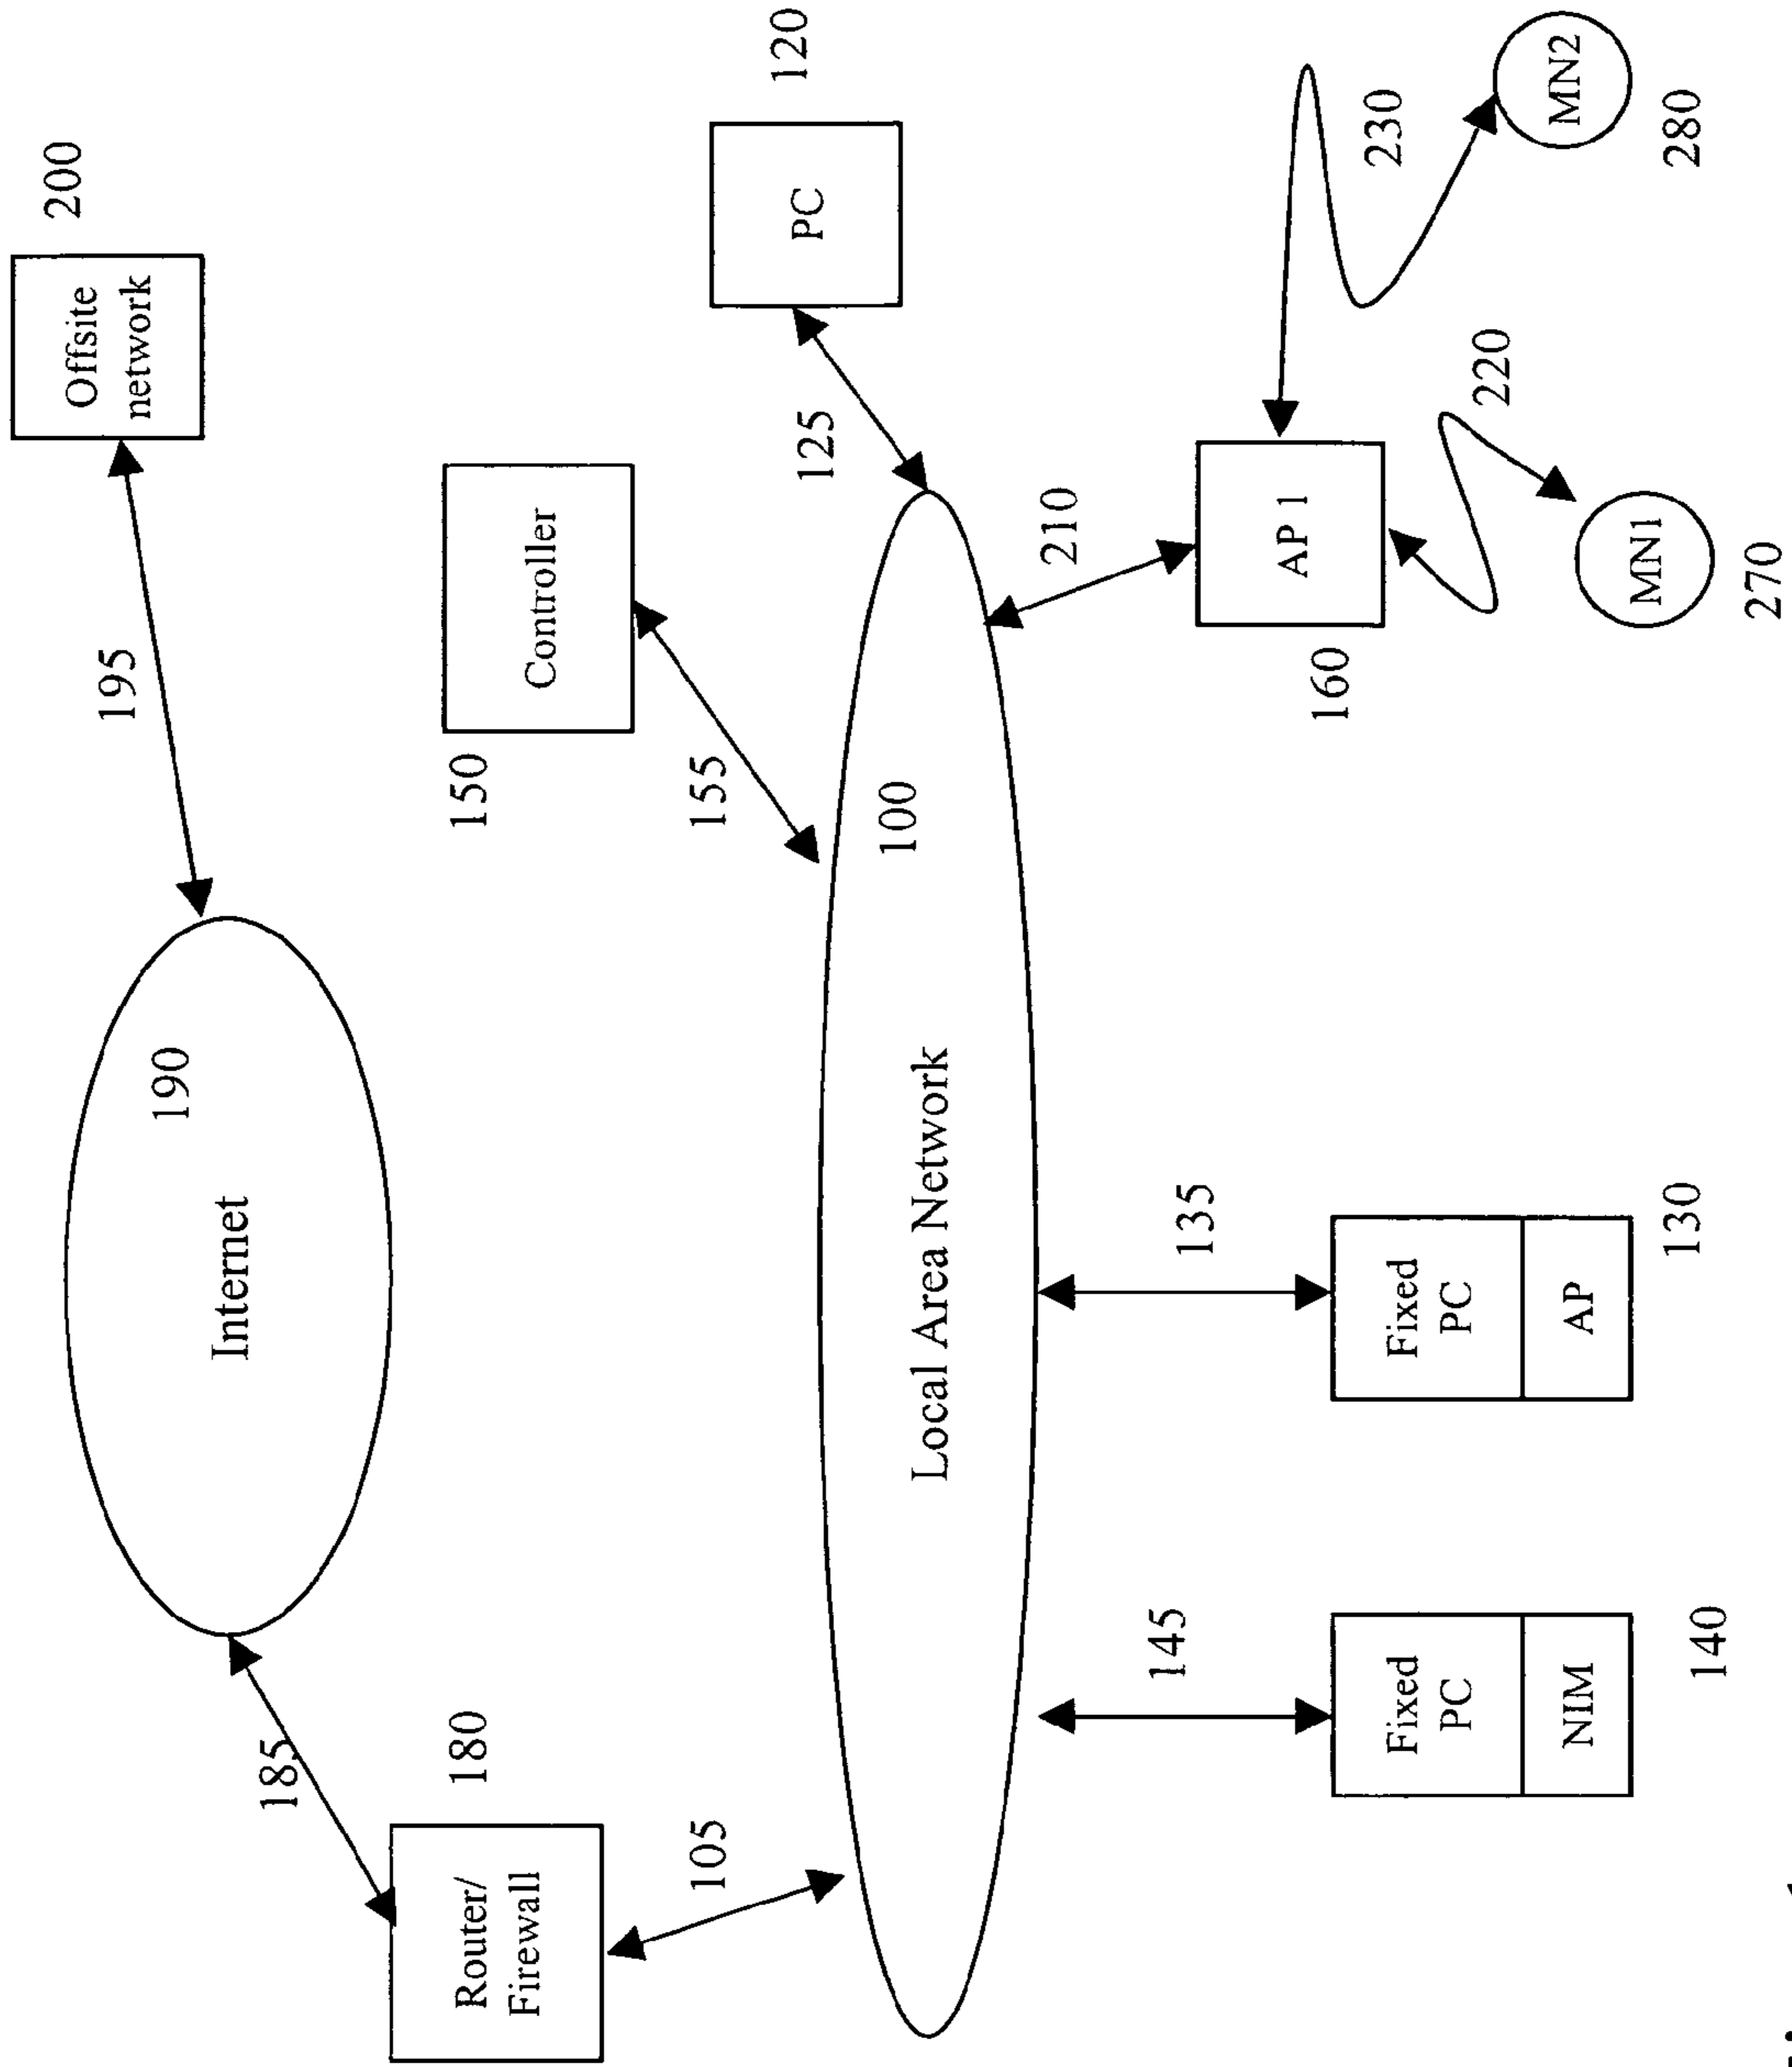 200
Offsite
network
195
190
Internet
185
180
Router/
Firewall
105
150
Controller
155
120
PC
125
100
Local Area Network
210
145
135
160
AP 1
230
220
MN2
280
MN1
270
Fixed
PC
NIM
140
Fixed
PC
AP
130